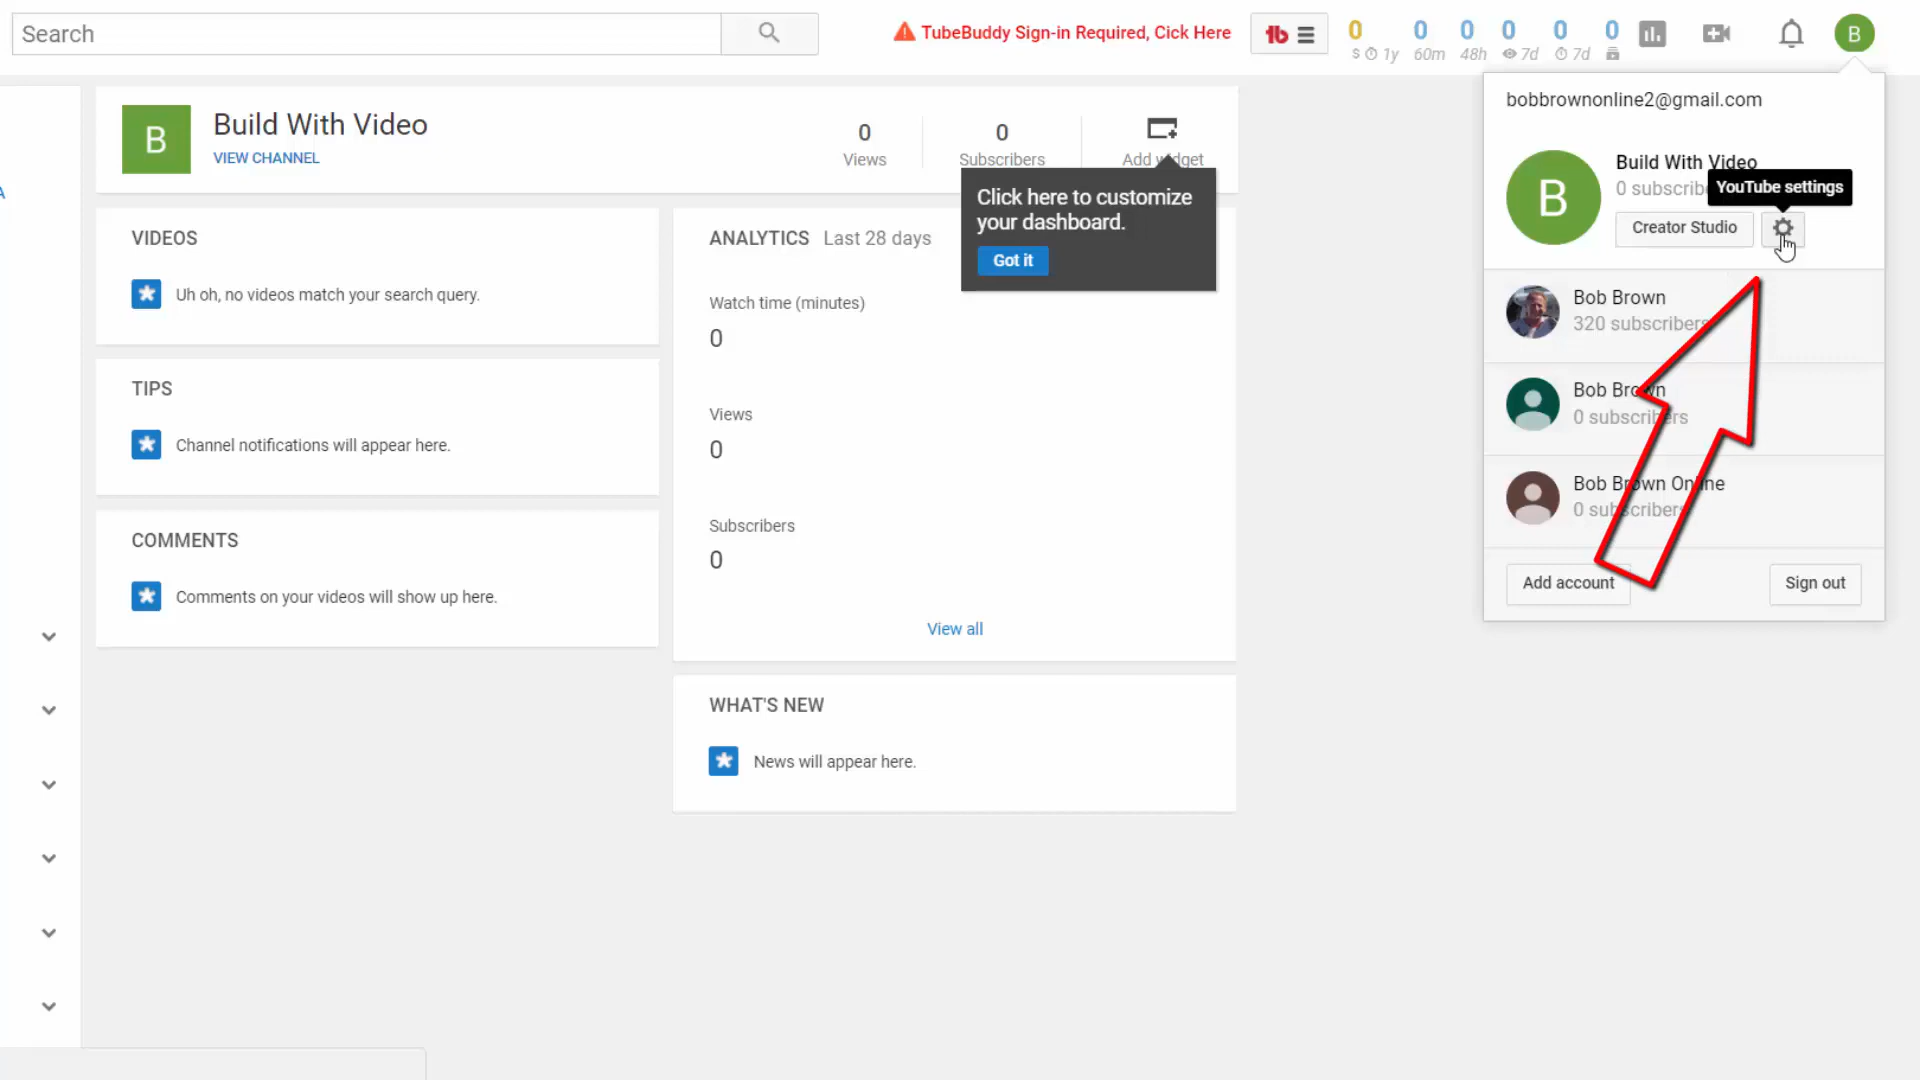 Search
TubeBuddy Sign-in Required, Cick Here
tb
0 0 0 0 0 0
$ 1y 60m 48h 7d 7d
B
bobbrownonline2@gmail.com
B
Build With Video
VIEW CHANNEL
0
Views
0
Subscribers
Add widget
Click here to customize
your dashboard.
Got it
B
Build With Video
0 subscrib
YouTube settings
Creator Studio
Bob Brown
320 subscribers
Bob Brown
0 subscribers
Bob Brown Online
0 subscribers
Add account
Sign out
A
VIDEOS
Uh oh, no videos match your search query.
TIPS
Channel notifications will appear here.
COMMENTS
Comments on your videos will show up here.
ANALYTICS Last 28 days
Watch time (minutes)
0
Views
0
Subscribers
0
View all
WHAT'S NEW
News will appear here.